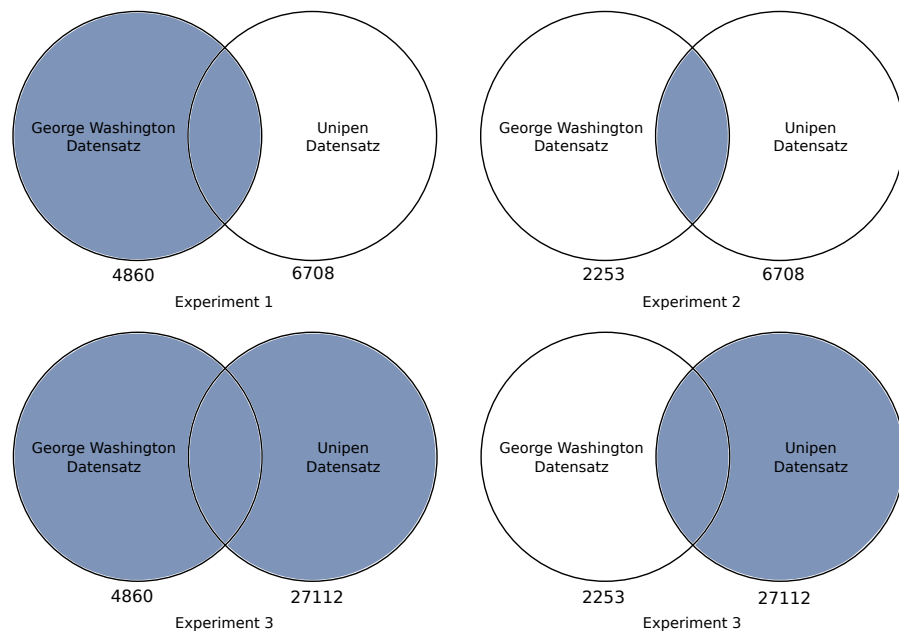 George Washington
Datensatz
Unipen
Datensatz
4860
6708
Experiment 1
George Washington
Datensatz
Unipen
Datensatz
2253
6708
Experiment 2
George Washington
Datensatz
Unipen
Datensatz
4860
27112
Experiment 3
George Washington
Datensatz
Unipen
Datensatz
2253
27112
Experiment 3